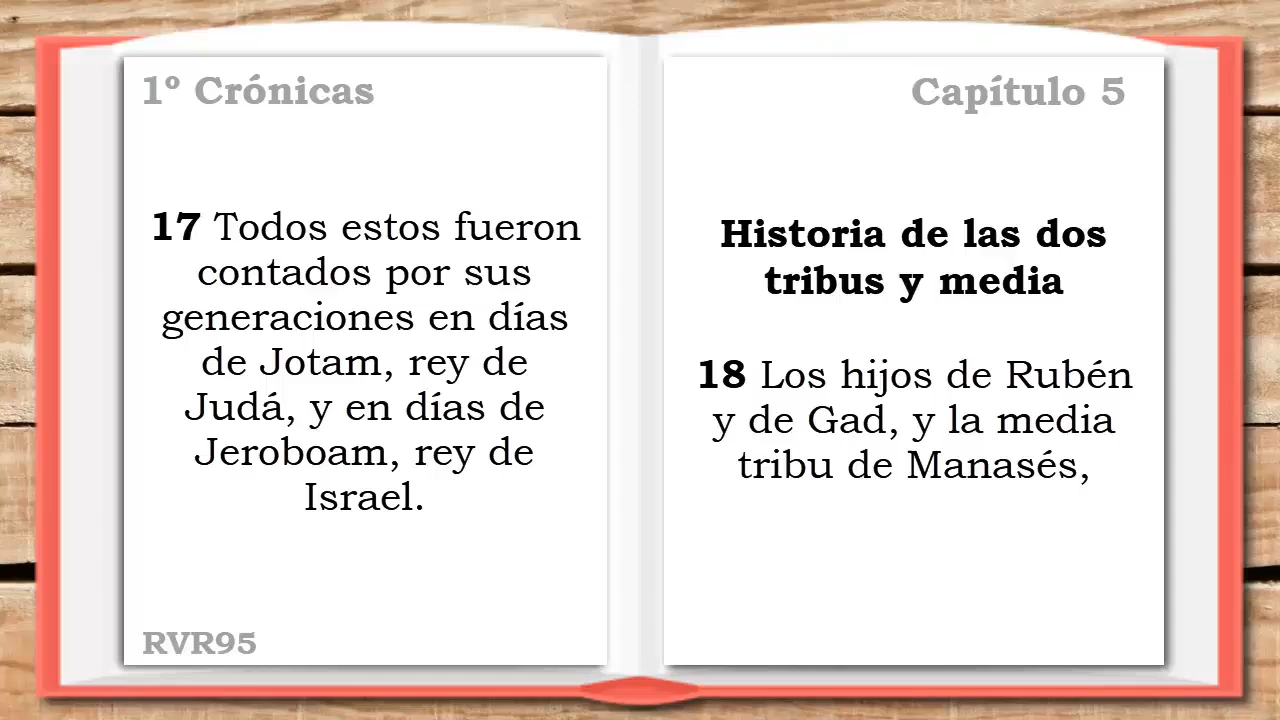 1º Crónicas
17 Todos estos fueron
contados por sus
generaciones en días
de Jotam, rey de
Judá, y en días de
Jeroboam, rey de
Israel.
RVR95
Capítulo 5
Historia de las dos
tribus y media
18 Los hijos de Rubén
y de Gad, y la media
tribu de Manasés,